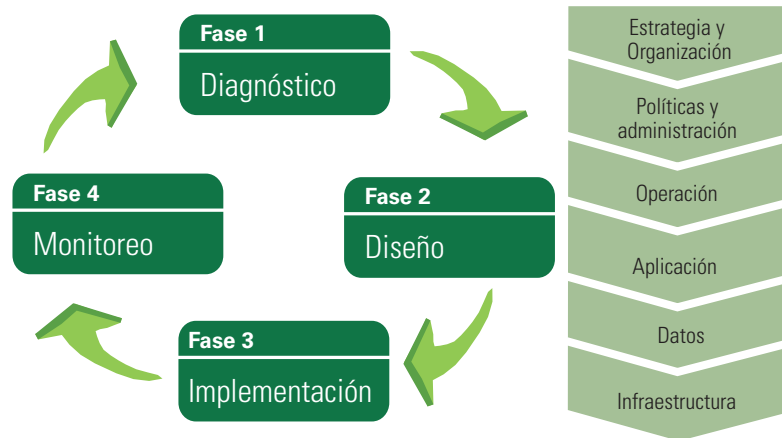 Fase 1
Diagnóstico
Fase 2
Diseño
Fase 3
Implementación
Fase 4
Monitoreo
Estrategia y
Organización
Políticas y
administración
Operación
Aplicación
Datos
Infraestructura